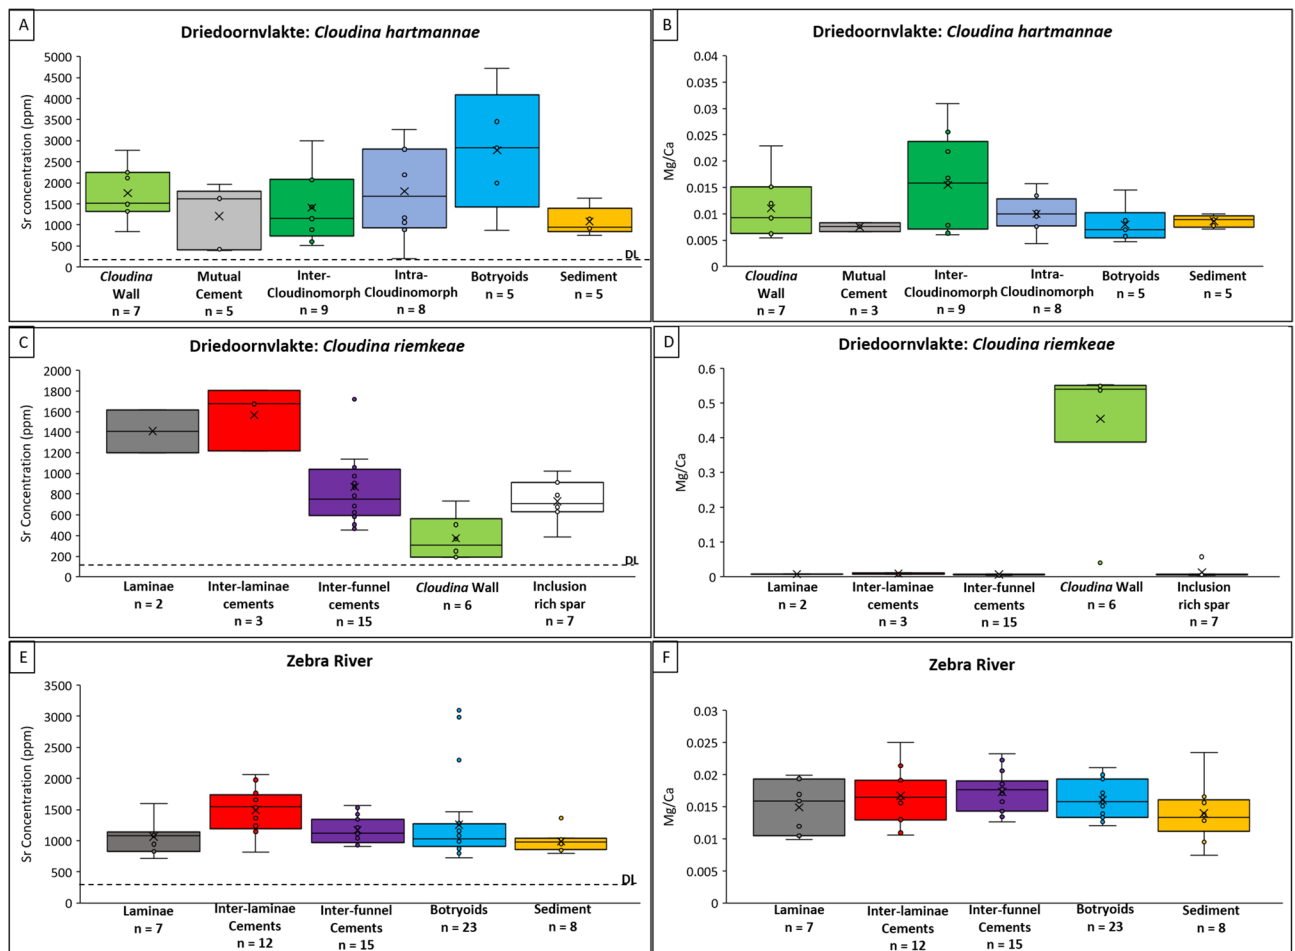 A
Driedoornvlakte: Cloudina hartmannae
Sr concentration (ppm)
5000
4500
4000
3500
3000
2500
2000
1500
1000
500
0
DL
Cloudina Wall n = 7
Mutual Cement n = 5
Inter-Cloudinomorph n = 9
Intra-Cloudinomorph n = 8
Botryoids n = 5
Sediment n = 5
B
Driedoornvlakte: Cloudina hartmannae
Mg/Ca
0.04
0.035
0.03
0.025
0.02
0.015
0.01
0.005
0
Cloudina Wall n = 7
Mutual Cement n = 3
Inter-Cloudinomorph n = 9
Intra-Cloudinomorph n = 8
Botryoids n = 5
Sediment n = 5
C
Driedoornvlakte: Cloudina riemkeae
Sr Concentration (ppm)
2000
1800
1600
1400
1200
1000
800
600
400
200
0
DL
Laminae n = 2
Inter-laminae cements n = 3
Inter-funnel cements n = 15
Cloudina Wall n = 6
Inclusion rich spar n = 7
D
Driedoornvlakte: Cloudina riemkeae
Mg/Ca
0.6
0.5
0.4
0.3
0.2
0.1
0
Laminae n = 2
Inter-laminae cements n = 3
Inter-funnel cements n = 15
Cloudina Wall n = 6
Inclusion rich spar n = 7
E
Zebra River
Sr Concentration (ppm)
3500
3000
2500
2000
1500
1000
500
0
DL
Laminae n = 7
Inter-laminae Cements n = 12
Inter-funnel Cements n = 15
Botryoids n = 23
Sediment n = 8
F
Zebra River
Mg/Ca
0.03
0.025
0.02
0.015
0.01
0.005
0
Laminae n = 7
Inter-laminae Cements n = 12
Inter-funnel Cements n = 15
Botryoids n = 23
Sediment n = 8